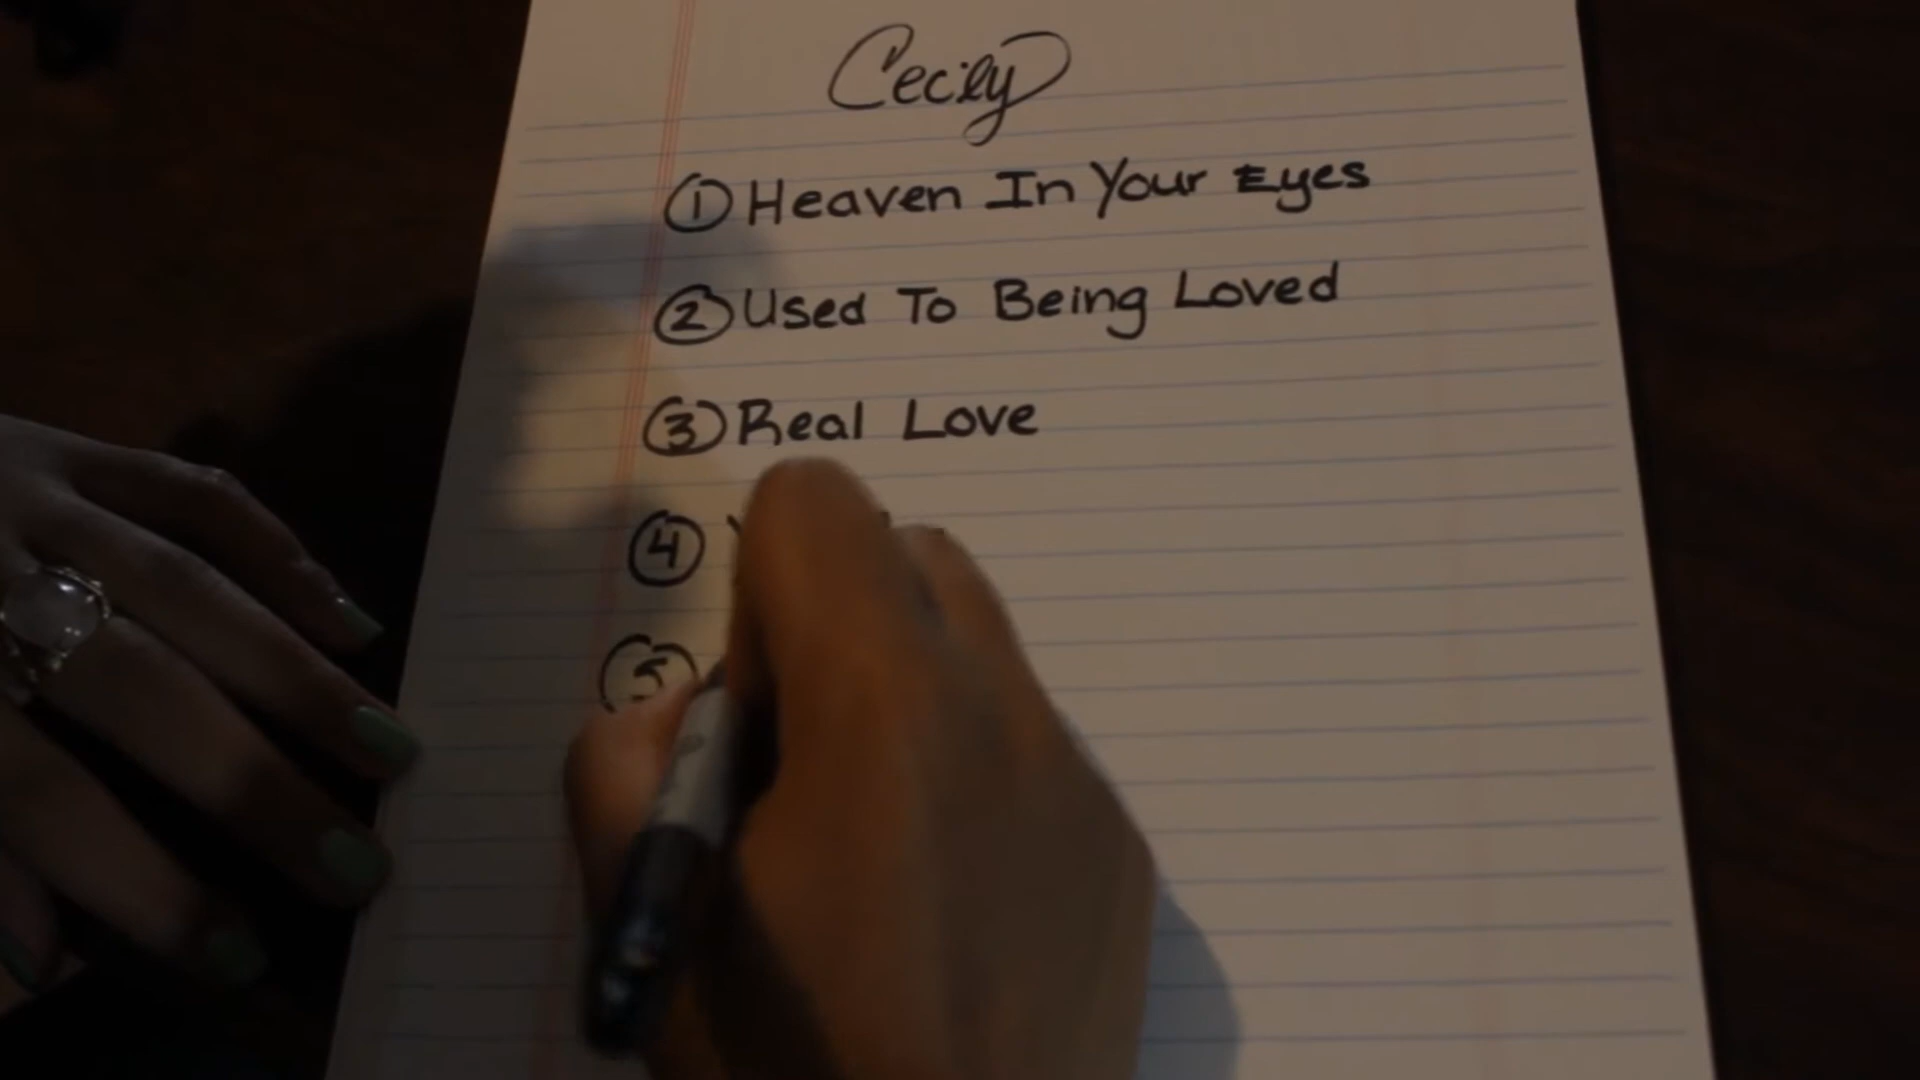 Cecily
① Heaven In Your Eyes
② Used To Being Loved
③ Real Love
④
⑤